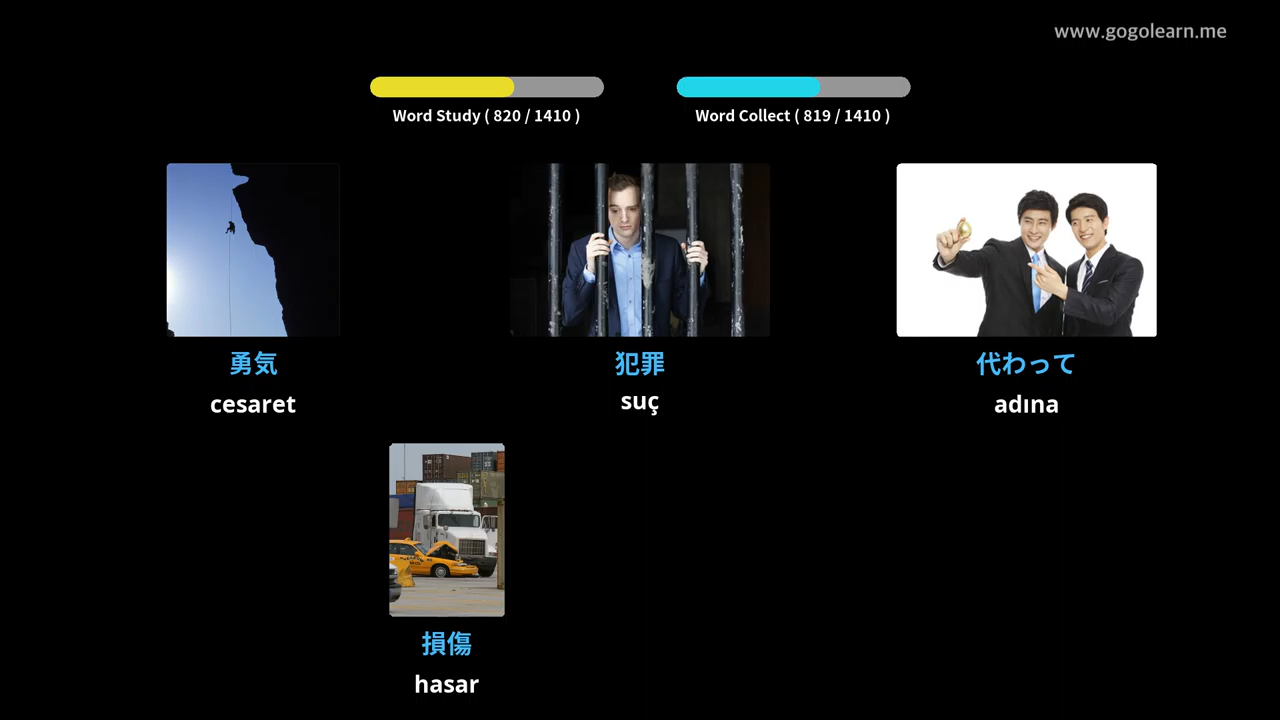 www.gogolearn.me
Word Study ( 820 / 1410 )
Word Collect ( 819 / 1410 )
勇気
cesaret
犯罪
suç
代わって
adına
損傷
hasar